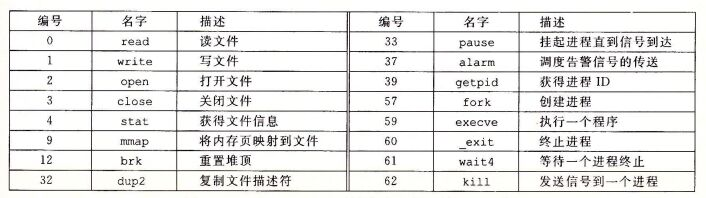 编号 名字 描述 编号 名字 描述
0 read 读文件 33 pause 挂起进程直到信号到达
1 write 写文件 37 alarm 调度告警信号的传送
2 open 打开文件 39 getpid 获得进程ID
3 close 关闭文件 57 fork 创建进程
4 stat 获得文件信息 59 execve 执行一个程序
9 mmap 将内存页映射到文件 60 _exit 终止进程
12 brk 重置堆顶 61 wait4 等待一个进程终止
32 dup2 复制文件描述符 62 kill 发送信号到一个进程